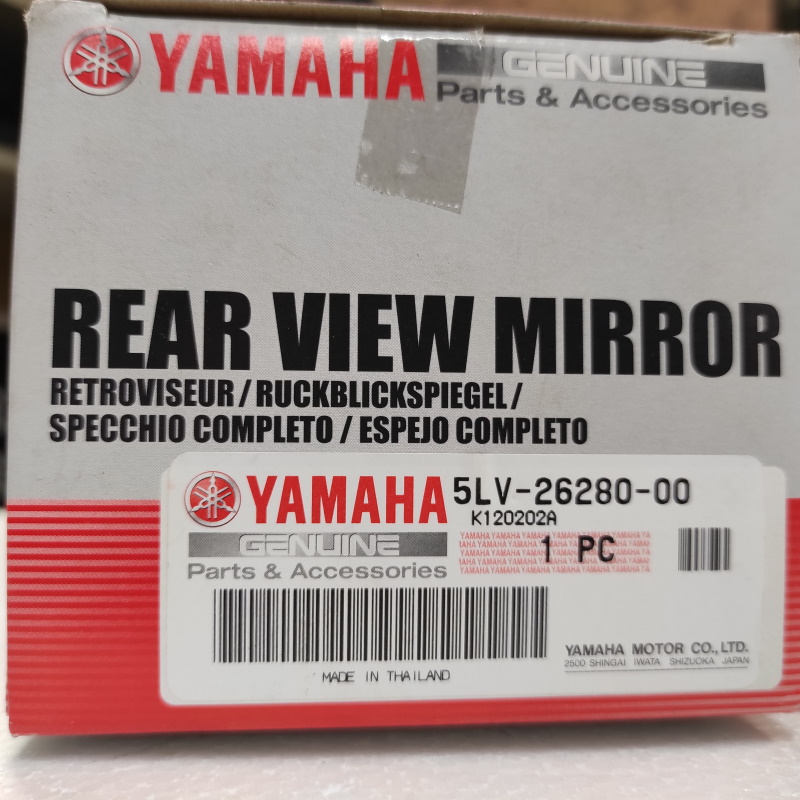 YAMAHA GENUINE
Parts & Accessories
REAR VIEW MIRROR
RETROVISEUR / RUCKBLICKSPIEGEL /
SPECCHIO COMPLETO / ESPEJO COMPLETO
YAMAHA 5LV-26280-00
K120202A
GENUINE 1 PC
Parts & Accessories
YAMAHA MOTOR CO., LTD.
2500 SHINGAI IWATA SHIZUOKA JAPAN
MADE IN THAILAND